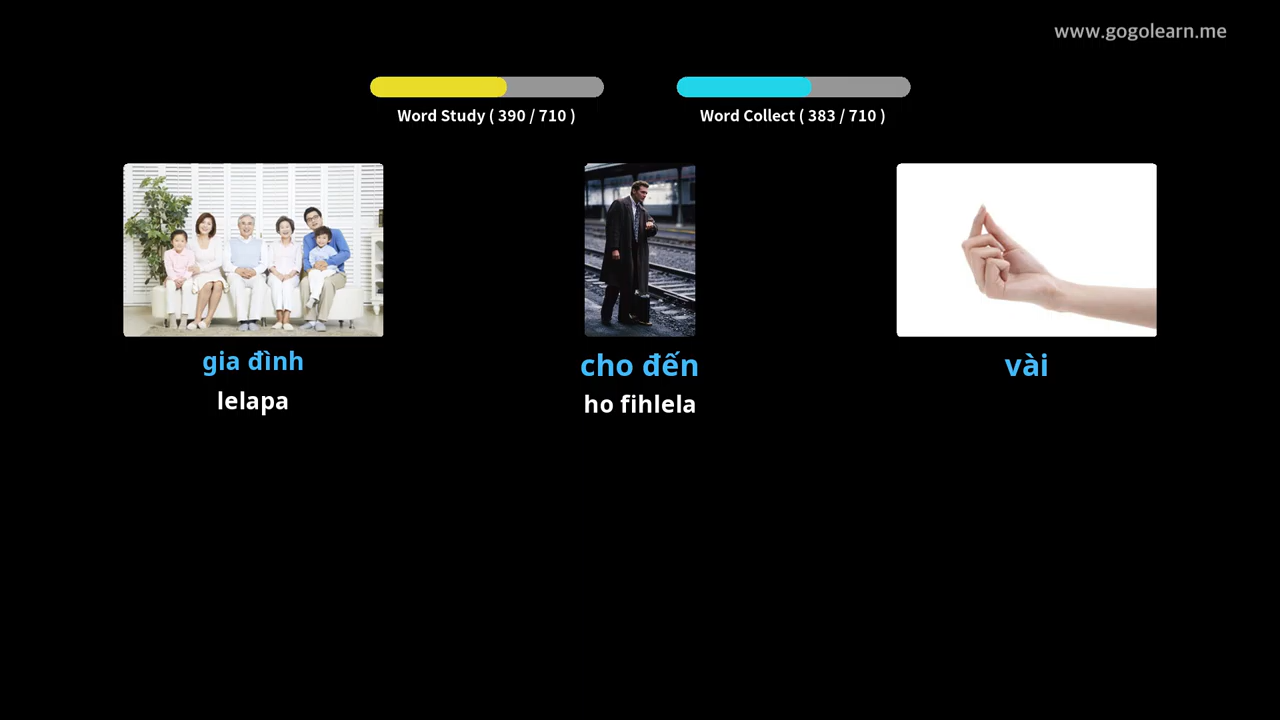 www.gogolearn.me
Word Study ( 390 / 710 )
Word Collect ( 383 / 710 )
gia đình
lelapa
cho đến
ho fihlela
vài